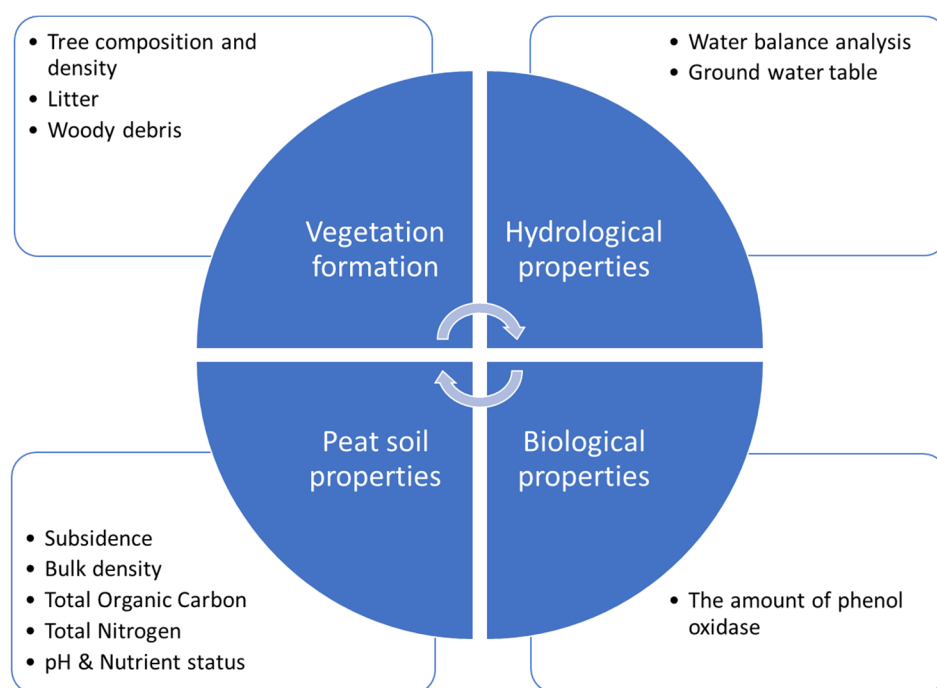 • Tree composition and
density
• Litter
• Woody debris
• Water balance analysis
• Ground water table
Vegetation
formation
Hydrological
properties
Peat soil
properties
Biological
properties
• Subsidence
• Bulk density
• Total Organic Carbon
• Total Nitrogen
• pH & Nutrient status
• The amount of phenol
oxidase